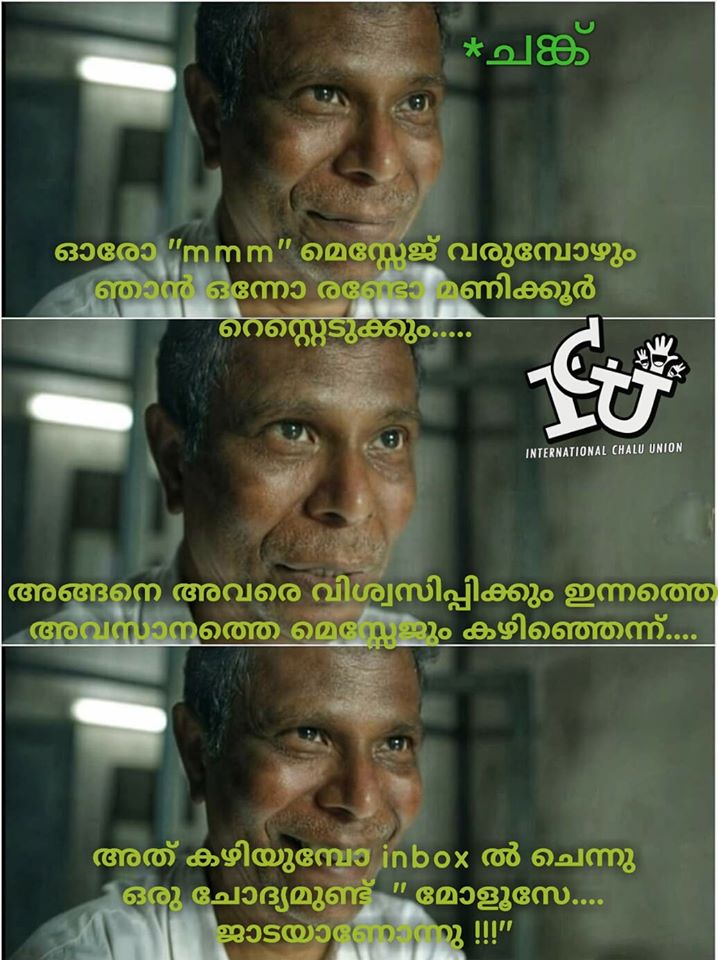 *ചങ്ക്
ഓരോ "mmm" മെസ്സേജ് വരുമ്പോഴും
ഞാൻ ഒന്നോ രണ്ടോ മണിക്കൂർ
റെസ്റ്റെടുക്കും.....
ICU
INTERNATIONAL CHALU UNION
അങ്ങനെ അവരെ വിശ്വസിപ്പിക്കും ഇന്നത്തെ
അവസാനത്തെ മെസ്സേജും കഴിഞ്ഞെന്ന്....
അത് കഴിയുമ്പോ inbox ൽ ചെന്നു
ഒരു ചോദ്യമുണ്ട് " മോളൂസേ....
ജാടയാണോന്നു !!!"